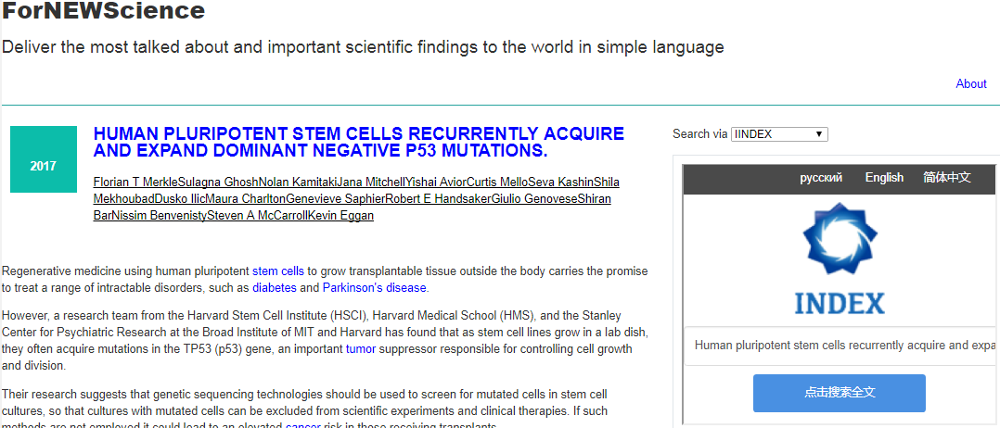 ForNEWScience
Deliver the most talked about and important scientific findings to the world in simple language
About
2017
HUMAN PLURIPOTENT STEM CELLS RECURRENTLY ACQUIRE
AND EXPAND DOMINANT NEGATIVE P53 MUTATIONS.
Florian T MerkleSulagna GhoshNolan KamitakiJana MitchellYishai AviorCurtis MelloSeva KashinShila
MekhoubadDusko IlicMaura CharltonGenevieve SaphierRobert E HandsakerGiulio GenoveseShiran
BarNissim BenvenistySteven A McCarrollKevin Eggan
Regenerative medicine using human pluripotent stem cells to grow transplantable tissue outside the body carries the promise
to treat a range of intractable disorders, such as diabetes and Parkinson's disease.
However, a research team from the Harvard Stem Cell Institute (HSCI), Harvard Medical School (HMS), and the Stanley
Center for Psychiatric Research at the Broad Institute of MIT and Harvard has found that as stem cell lines grow in a lab dish,
they often acquire mutations in the TP53 (p53) gene, an important tumor suppressor responsible for controlling cell growth
and division.
Their research suggests that genetic sequencing technologies should be used to screen for mutated cells in stem cell
cultures, so that cultures with mutated cells can be excluded from scientific experiments and clinical therapies. If such
methods are not employed it could lead to an elevated cancer risk in those receiving transplants.
Search via IINDEX
русский English 简体中文
INDEX
Human pluripotent stem cells recurrently acquire and expa
点击搜索全文